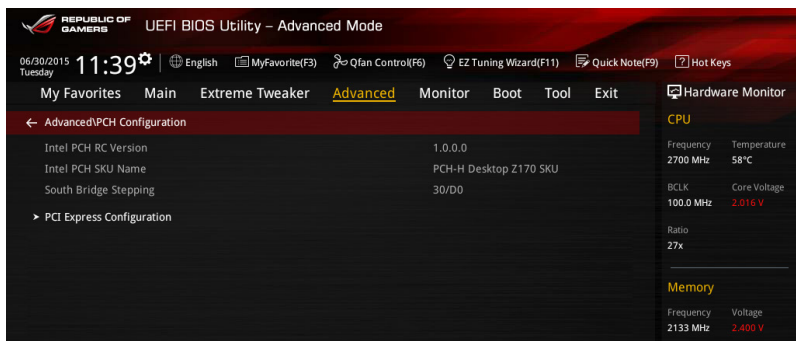 REPUBLIC OF
GAMERS
UEFI BIOS Utility – Advanced Mode
06/30/2015
Tuesday
11:39
English
MyFavorite(F3)
Qfan Control(F6)
EZ Tuning Wizard(F11)
Quick Note(F9)
? Hot Keys
My Favorites Main Extreme Tweaker Advanced Monitor Boot Tool Exit
Advanced\PCH Configuration
Intel PCH RC Version 1.0.0.0
Intel PCH SKU Name PCH-H Desktop Z170 SKU
South Bridge Stepping 30/D0
PCI Express Configuration
Hardware Monitor
CPU
Frequency Temperature
2700 MHz 58°C
BCLK Core Voltage
100.0 MHz 2.016 V
Ratio
27x
Memory
Frequency Voltage
2133 MHz 2.400 V